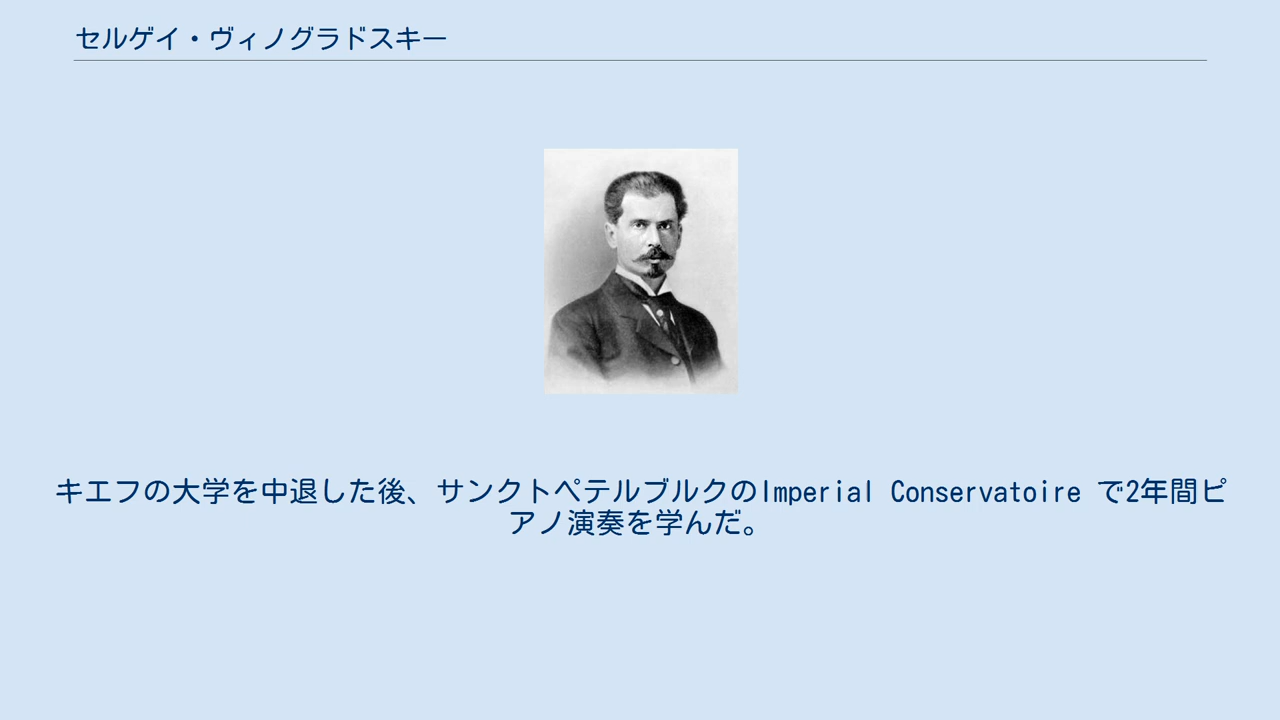 セルゲイ・ヴィノグラドスキー
キエフの大学を中退した後、サンクトペテルブルクのImperial Conservatoire で2年間ピ
アノ演奏を学んだ。